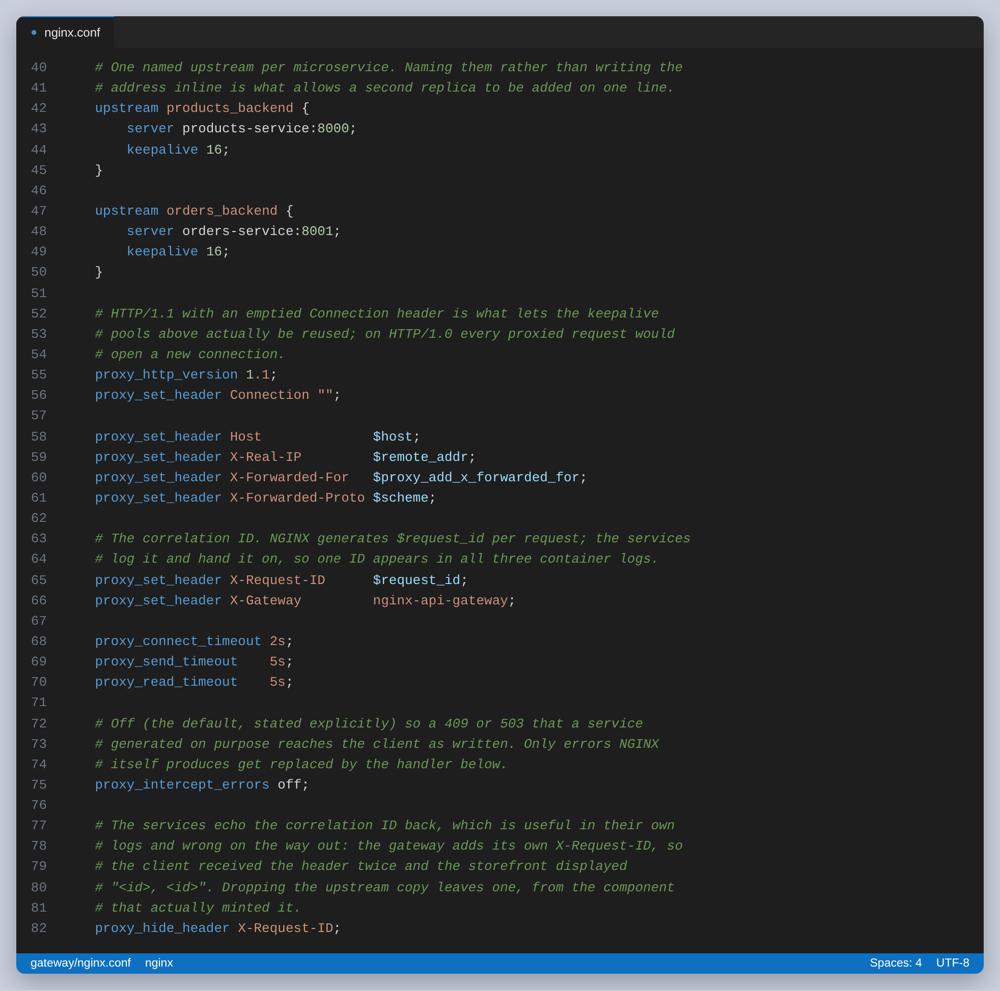 nginx.conf
40     # One named upstream per microservice. Naming them rather than writing the
41     # address inline is what allows a second replica to be added on one line.
42     upstream products_backend {
43         server products-service:8000;
44         keepalive 16;
45     }
46
47     upstream orders_backend {
48         server orders-service:8001;
49         keepalive 16;
50     }
51
52     # HTTP/1.1 with an emptied Connection header is what lets the keepalive
53     # pools above actually be reused; on HTTP/1.0 every proxied request would
54     # open a new connection.
55     proxy_http_version 1.1;
56     proxy_set_header Connection "";
57
58     proxy_set_header Host              $host;
59     proxy_set_header X-Real-IP         $remote_addr;
60     proxy_set_header X-Forwarded-For   $proxy_add_x_forwarded_for;
61     proxy_set_header X-Forwarded-Proto $scheme;
62
63     # The correlation ID. NGINX generates $request_id per request; the services
64     # log it and hand it on, so one ID appears in all three container logs.
65     proxy_set_header X-Request-ID      $request_id;
66     proxy_set_header X-Gateway         nginx-api-gateway;
67
68     proxy_connect_timeout 2s;
69     proxy_send_timeout    5s;
70     proxy_read_timeout    5s;
71
72     # Off (the default, stated explicitly) so a 409 or 503 that a service
73     # generated on purpose reaches the client as written. Only errors NGINX
74     # itself produces get replaced by the handler below.
75     proxy_intercept_errors off;
76
77     # The services echo the correlation ID back, which is useful in their own
78     # logs and wrong on the way out: the gateway adds its own X-Request-ID, so
79     # the client received the header twice and the storefront displayed
80     # "<id>, <id>". Dropping the upstream copy leaves one, from the component
81     # that actually minted it.
82     proxy_hide_header X-Request-ID;
gateway/nginx.conf nginx Spaces: 4 UTF-8